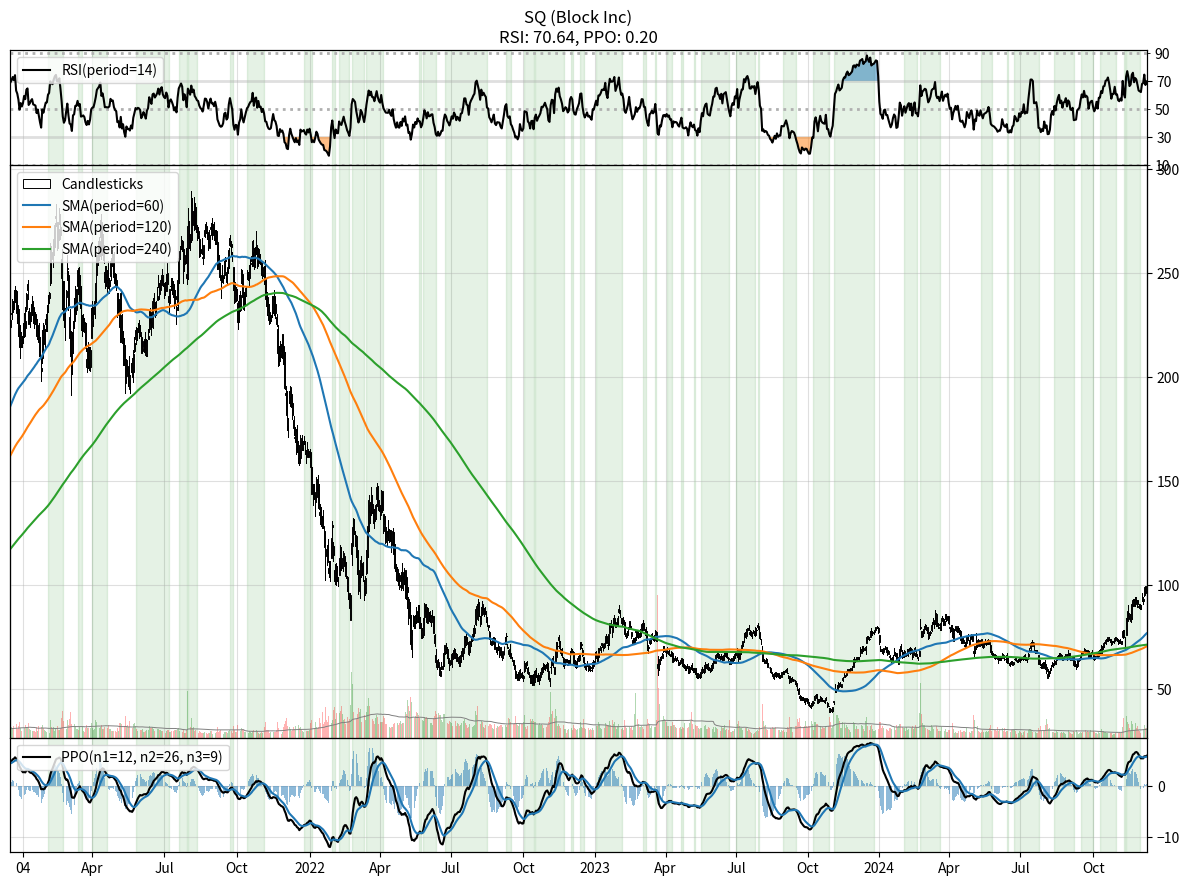 SQ (Block Inc)
RSI: 70.64, PPO: 0.20
RSI(period=14)
90
70
50
30
10
Candlesticks
SMA(period=60)
SMA(period=120)
SMA(period=240)
300
250
200
150
100
50
PPO(n1=12, n2=26, n3=9)
0
−10
04 Apr Jul Oct 2022 Apr Jul Oct 2023 Apr Jul Oct 2024 Apr Jul Oct